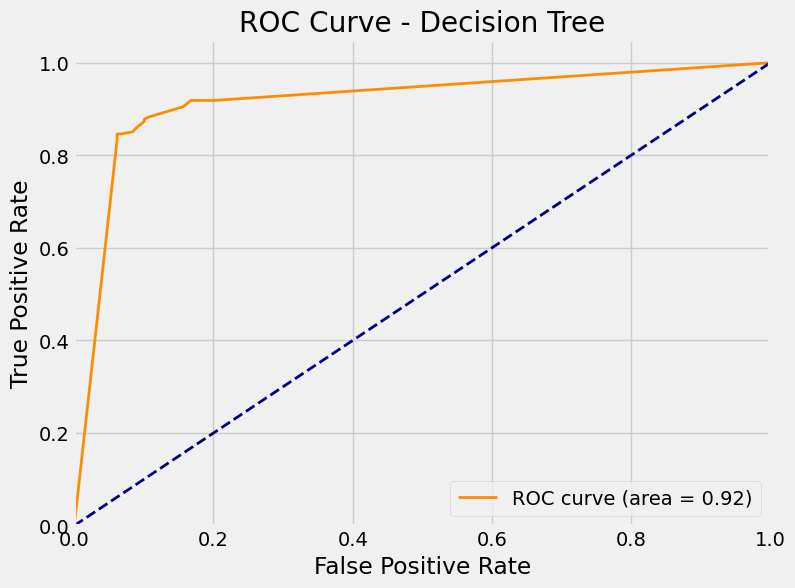 ROC Curve - Decision Tree
1.0
0.8
0.6
0.4
0.2
0.0
True Positive Rate
ROC curve (area = 0.92)
0.0 0.2 0.4 0.6 0.8 1.0
False Positive Rate